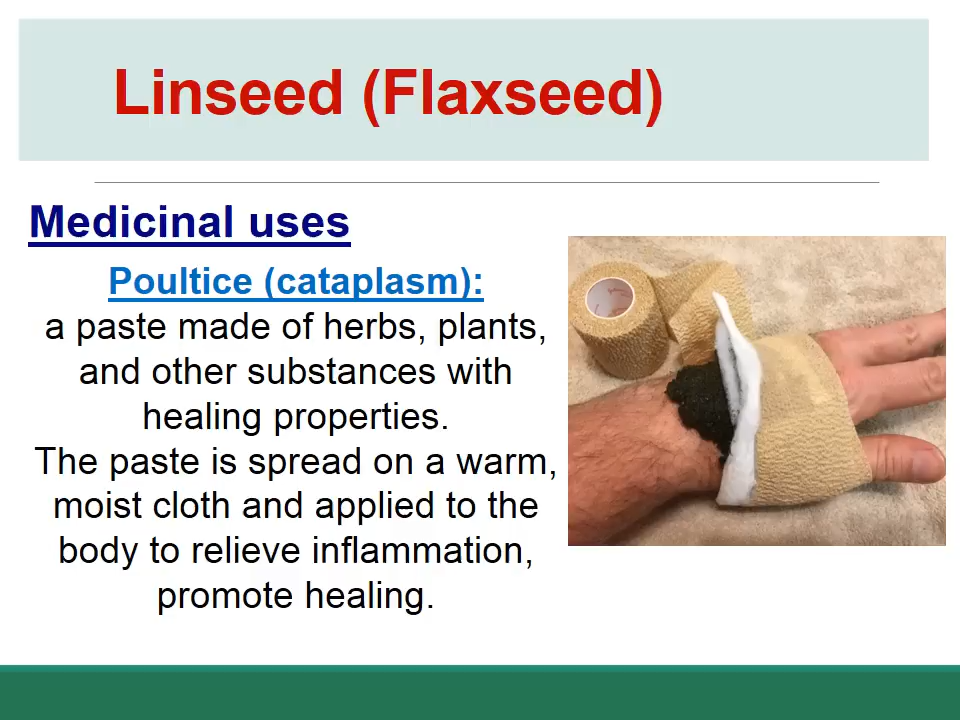 Linseed (Flaxseed)
Medicinal uses
Poultice (cataplasm):
a paste made of herbs, plants,
and other substances with
healing properties.
The paste is spread on a warm,
moist cloth and applied to the
body to relieve inflammation,
promote healing.